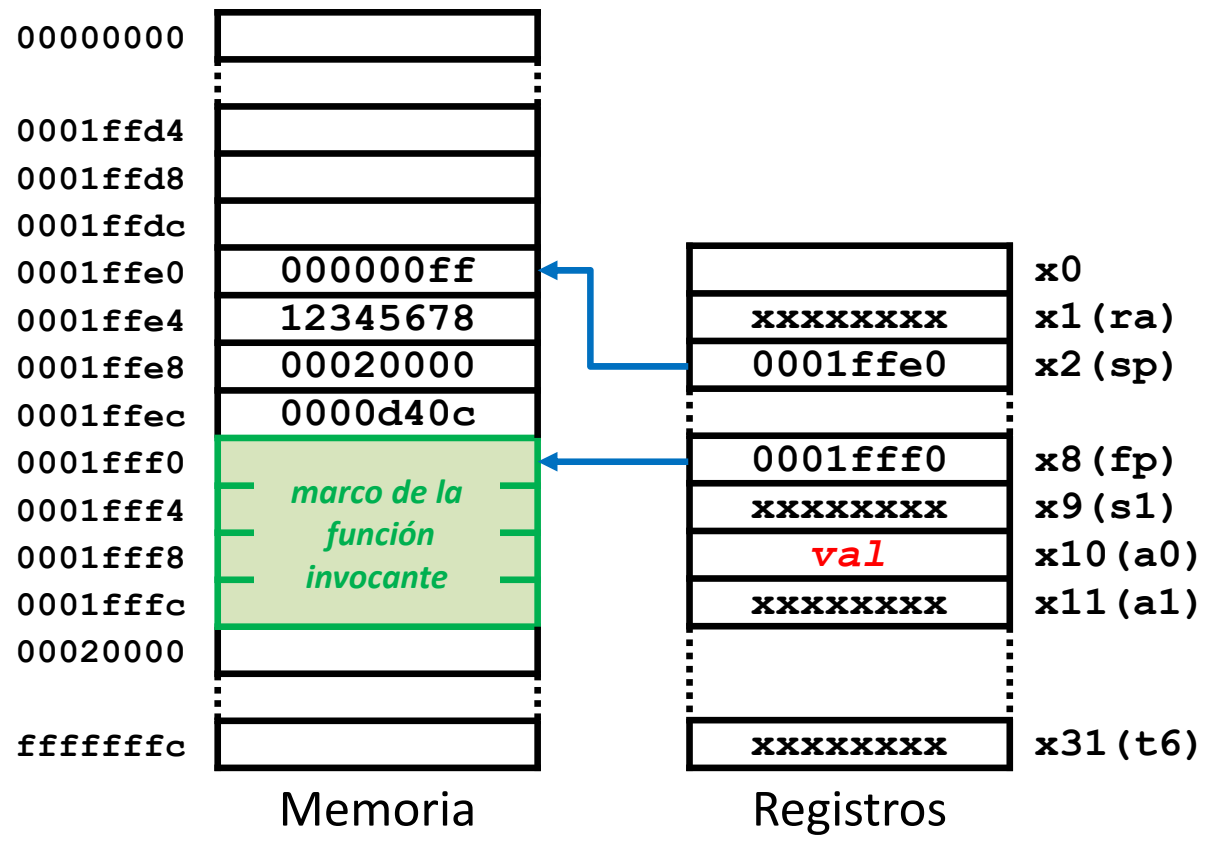 00000000
0001ffd4
0001ffd8
0001ffdc
0001ffe0 000000ff x0
0001ffe4 12345678 xxxxxxxx x1(ra)
0001ffe8 00020000 0001ffe0 x2(sp)
0001ffec 0000d40c
0001fff0 0001fff0 x8(fp)
marco de la
0001fff4 xxxxxxxx x9(s1)
función
0001fff8 val x10(a0)
invocante
0001fffc xxxxxxxx x11(a1)
00020000
fffffffc xxxxxxxx x31(t6)
Memoria Registros